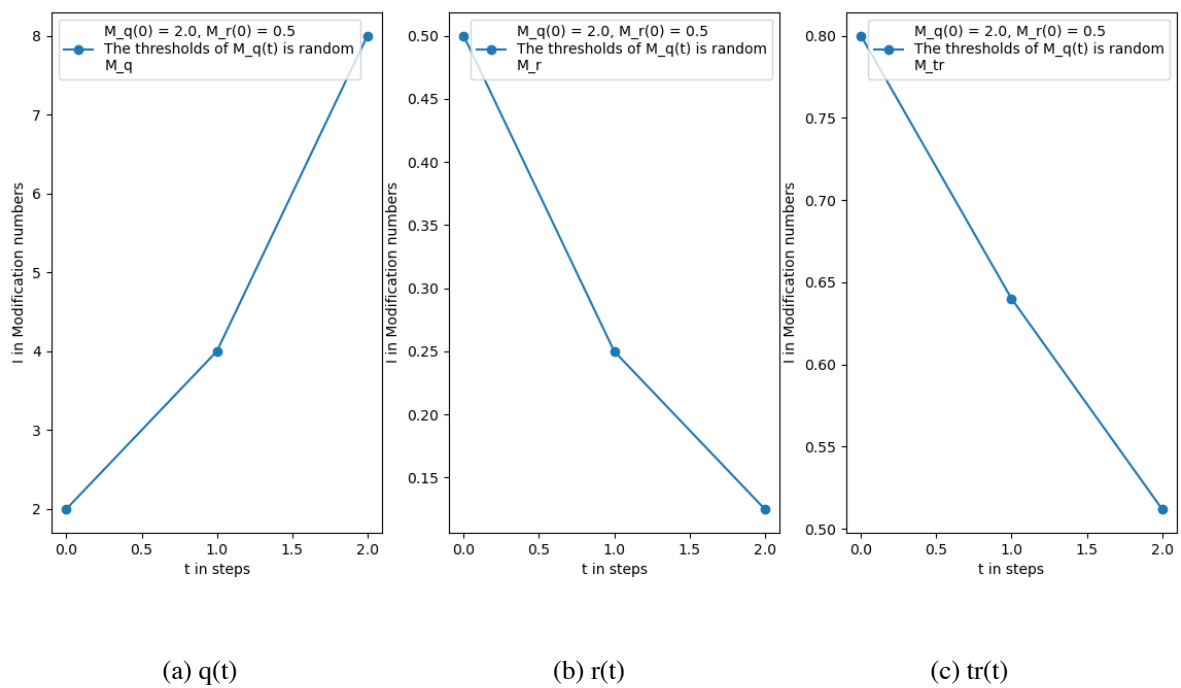 M_q(0) = 2.0, M_r(0) = 0.5
The thresholds of M_q(t) is random
M_q
8
7
6
5
4
3
2
I in Modification numbers
0.0 0.5 1.0 1.5 2.0
t in steps
M_q(0) = 2.0, M_r(0) = 0.5
The thresholds of M_q(t) is random
M_r
0.50
0.45
0.40
0.35
0.30
0.25
0.20
0.15
I in Modification numbers
0.0 0.5 1.0 1.5 2.0
t in steps
M_q(0) = 2.0, M_r(0) = 0.5
The thresholds of M_q(t) is random
M_tr
0.80
0.75
0.70
0.65
0.60
0.55
0.50
I in Modification numbers
0.0 0.5 1.0 1.5 2.0
t in steps
(a) q(t)
(b) r(t)
(c) tr(t)